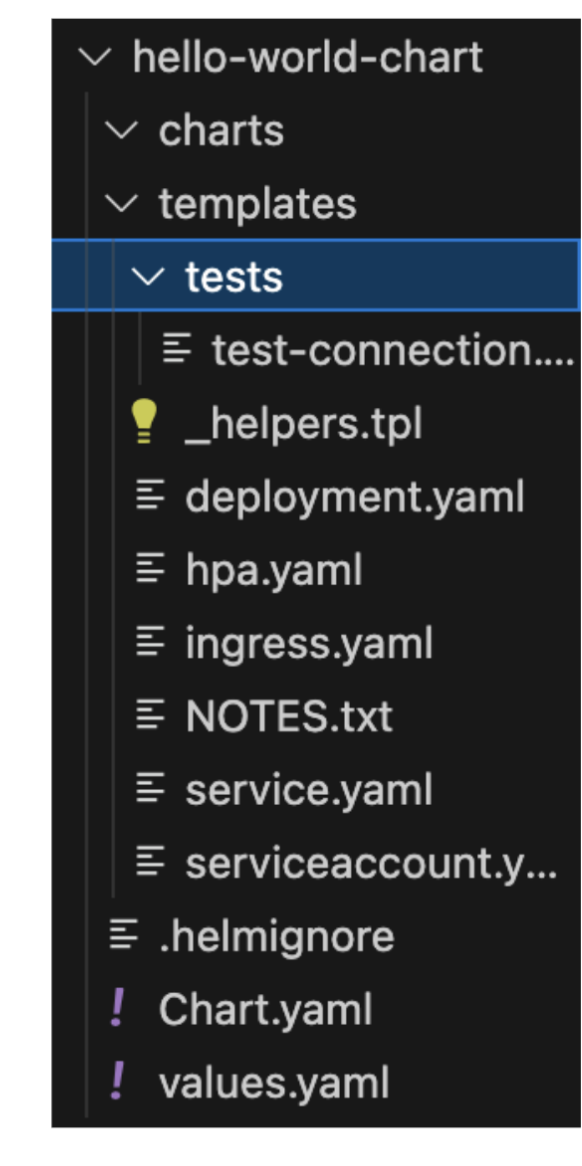 hello-world-chart
charts
templates
tests
test-connection....
_helpers.tpl
deployment.yaml
hpa.yaml
ingress.yaml
NOTES.txt
service.yaml
serviceaccount.y...
.helmignore
! Chart.yaml
! values.yaml